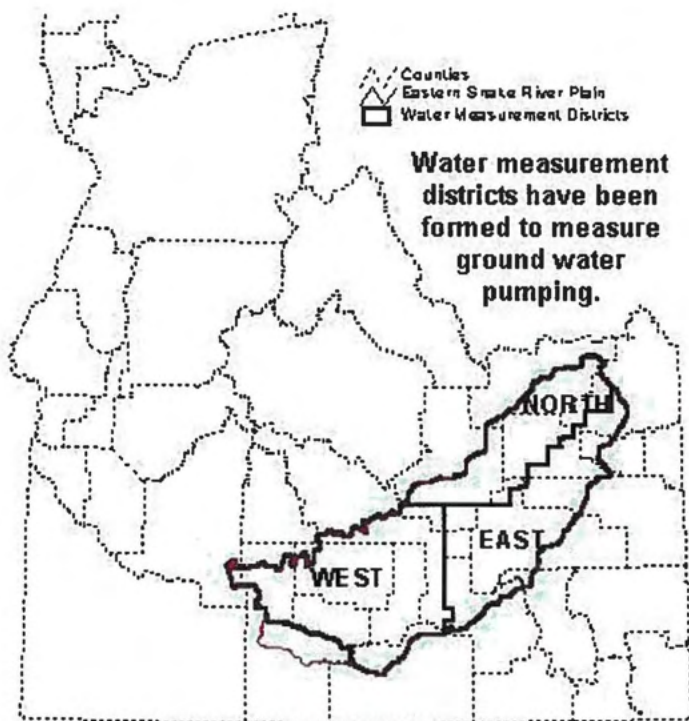 Counties
Eastern Snake River Plain
Water Measurement Districts
Water measurement
districts have been
formed to measure
ground water
pumping.
NORTH
EAST
WEST